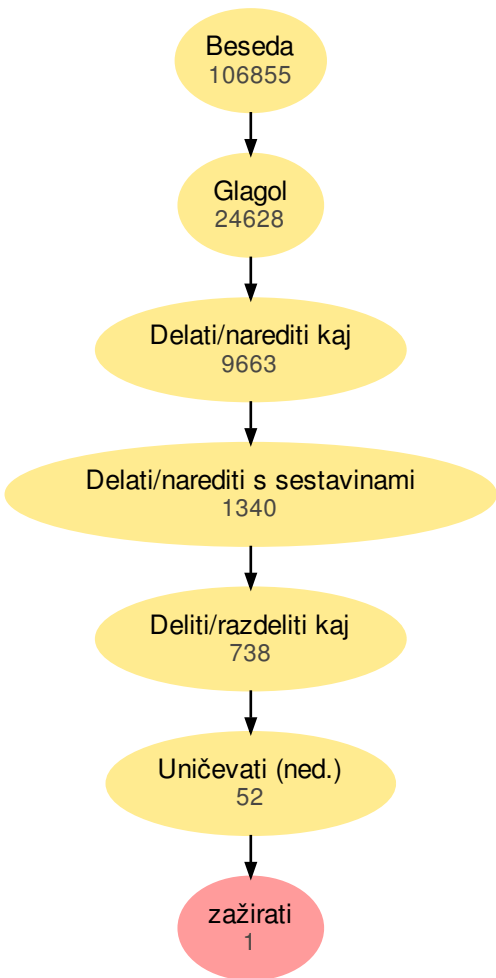 Beseda
106855
Glagol
24628
Delati/narediti kaj
9663
Delati/narediti s sestavinami
1340
Deliti/razdeliti kaj
738
Uničevati (ned.)
52
zažirati
1